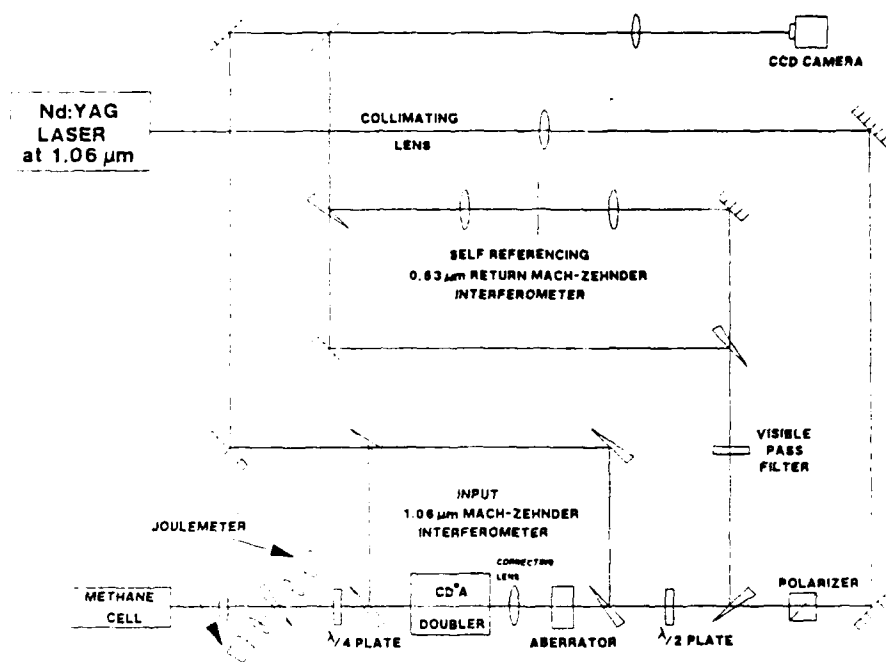 CCD CAMERA
Nd:YAG
LASER
at 1.06 µm
COLLIMATING
LENS
SELF REFERENCING
0.53 µm RETURN MACH-ZEHNDER
INTERFEROMETER
VISIBLE
PASS
FILTER
INPUT
1.06 µm MACH-ZEHNDER
INTERFEROMETER
JOULEMETER
CORRECTING
LENS
METHANE
CELL
λ/4 PLATE
CD*A
DOUBLER
ABERRATOR
λ/2 PLATE
POLARIZER